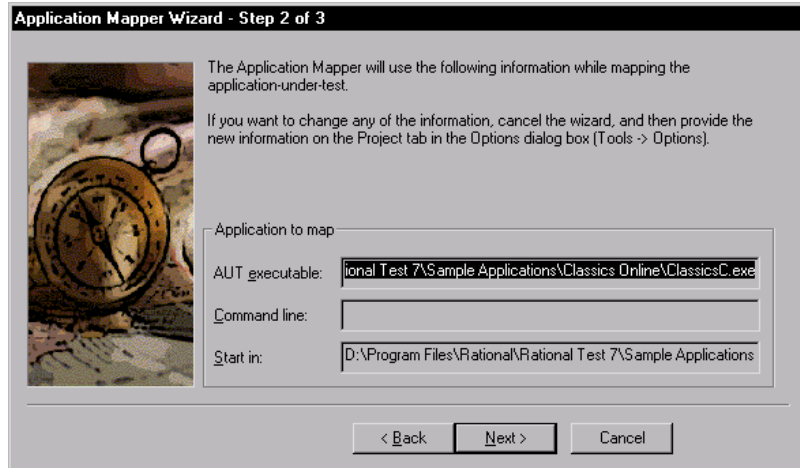 Application Mapper Wizard - Step 2 of 3
The Application Mapper will use the following information while mapping the
application-under-test.
If you want to change any of the information, cancel the wizard, and then provide the
new information on the Project tab in the Options dialog box (Tools -> Options).
Application to map
AUT executable: ional Test 7\Sample Applications\Classics Online\ClassicsC.exe
Command line:
Start in: D:\Program Files\Rational\Rational Test 7\Sample Applications
< Back Next > Cancel